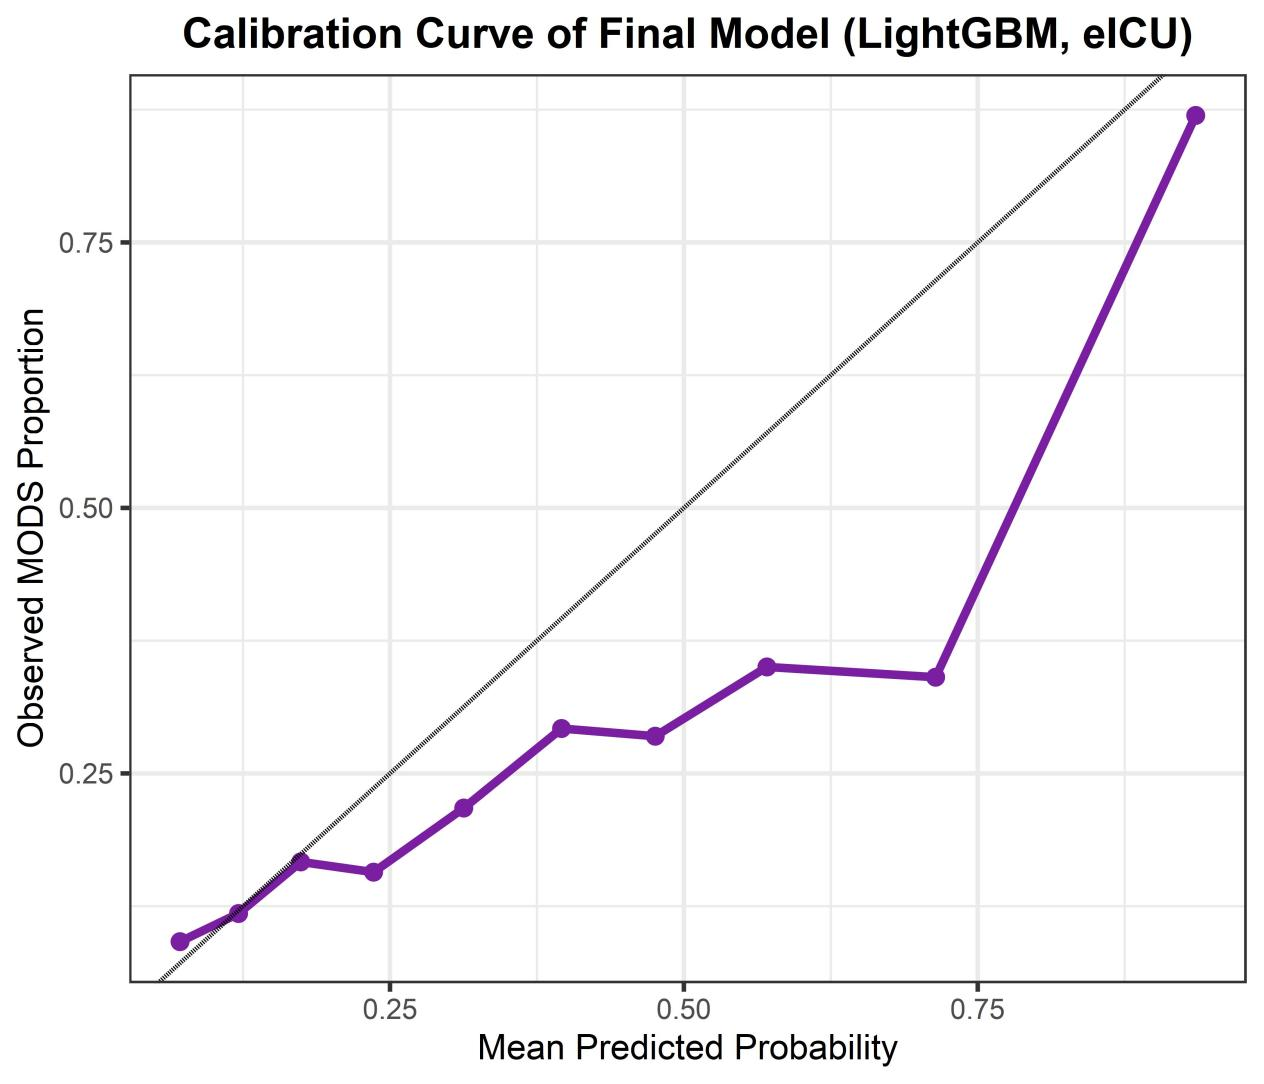 Calibration Curve of Final Model (LightGBM, eICU)
Observed MODS Proportion
0.75
0.50
0.25
0.25 0.50 0.75
Mean Predicted Probability